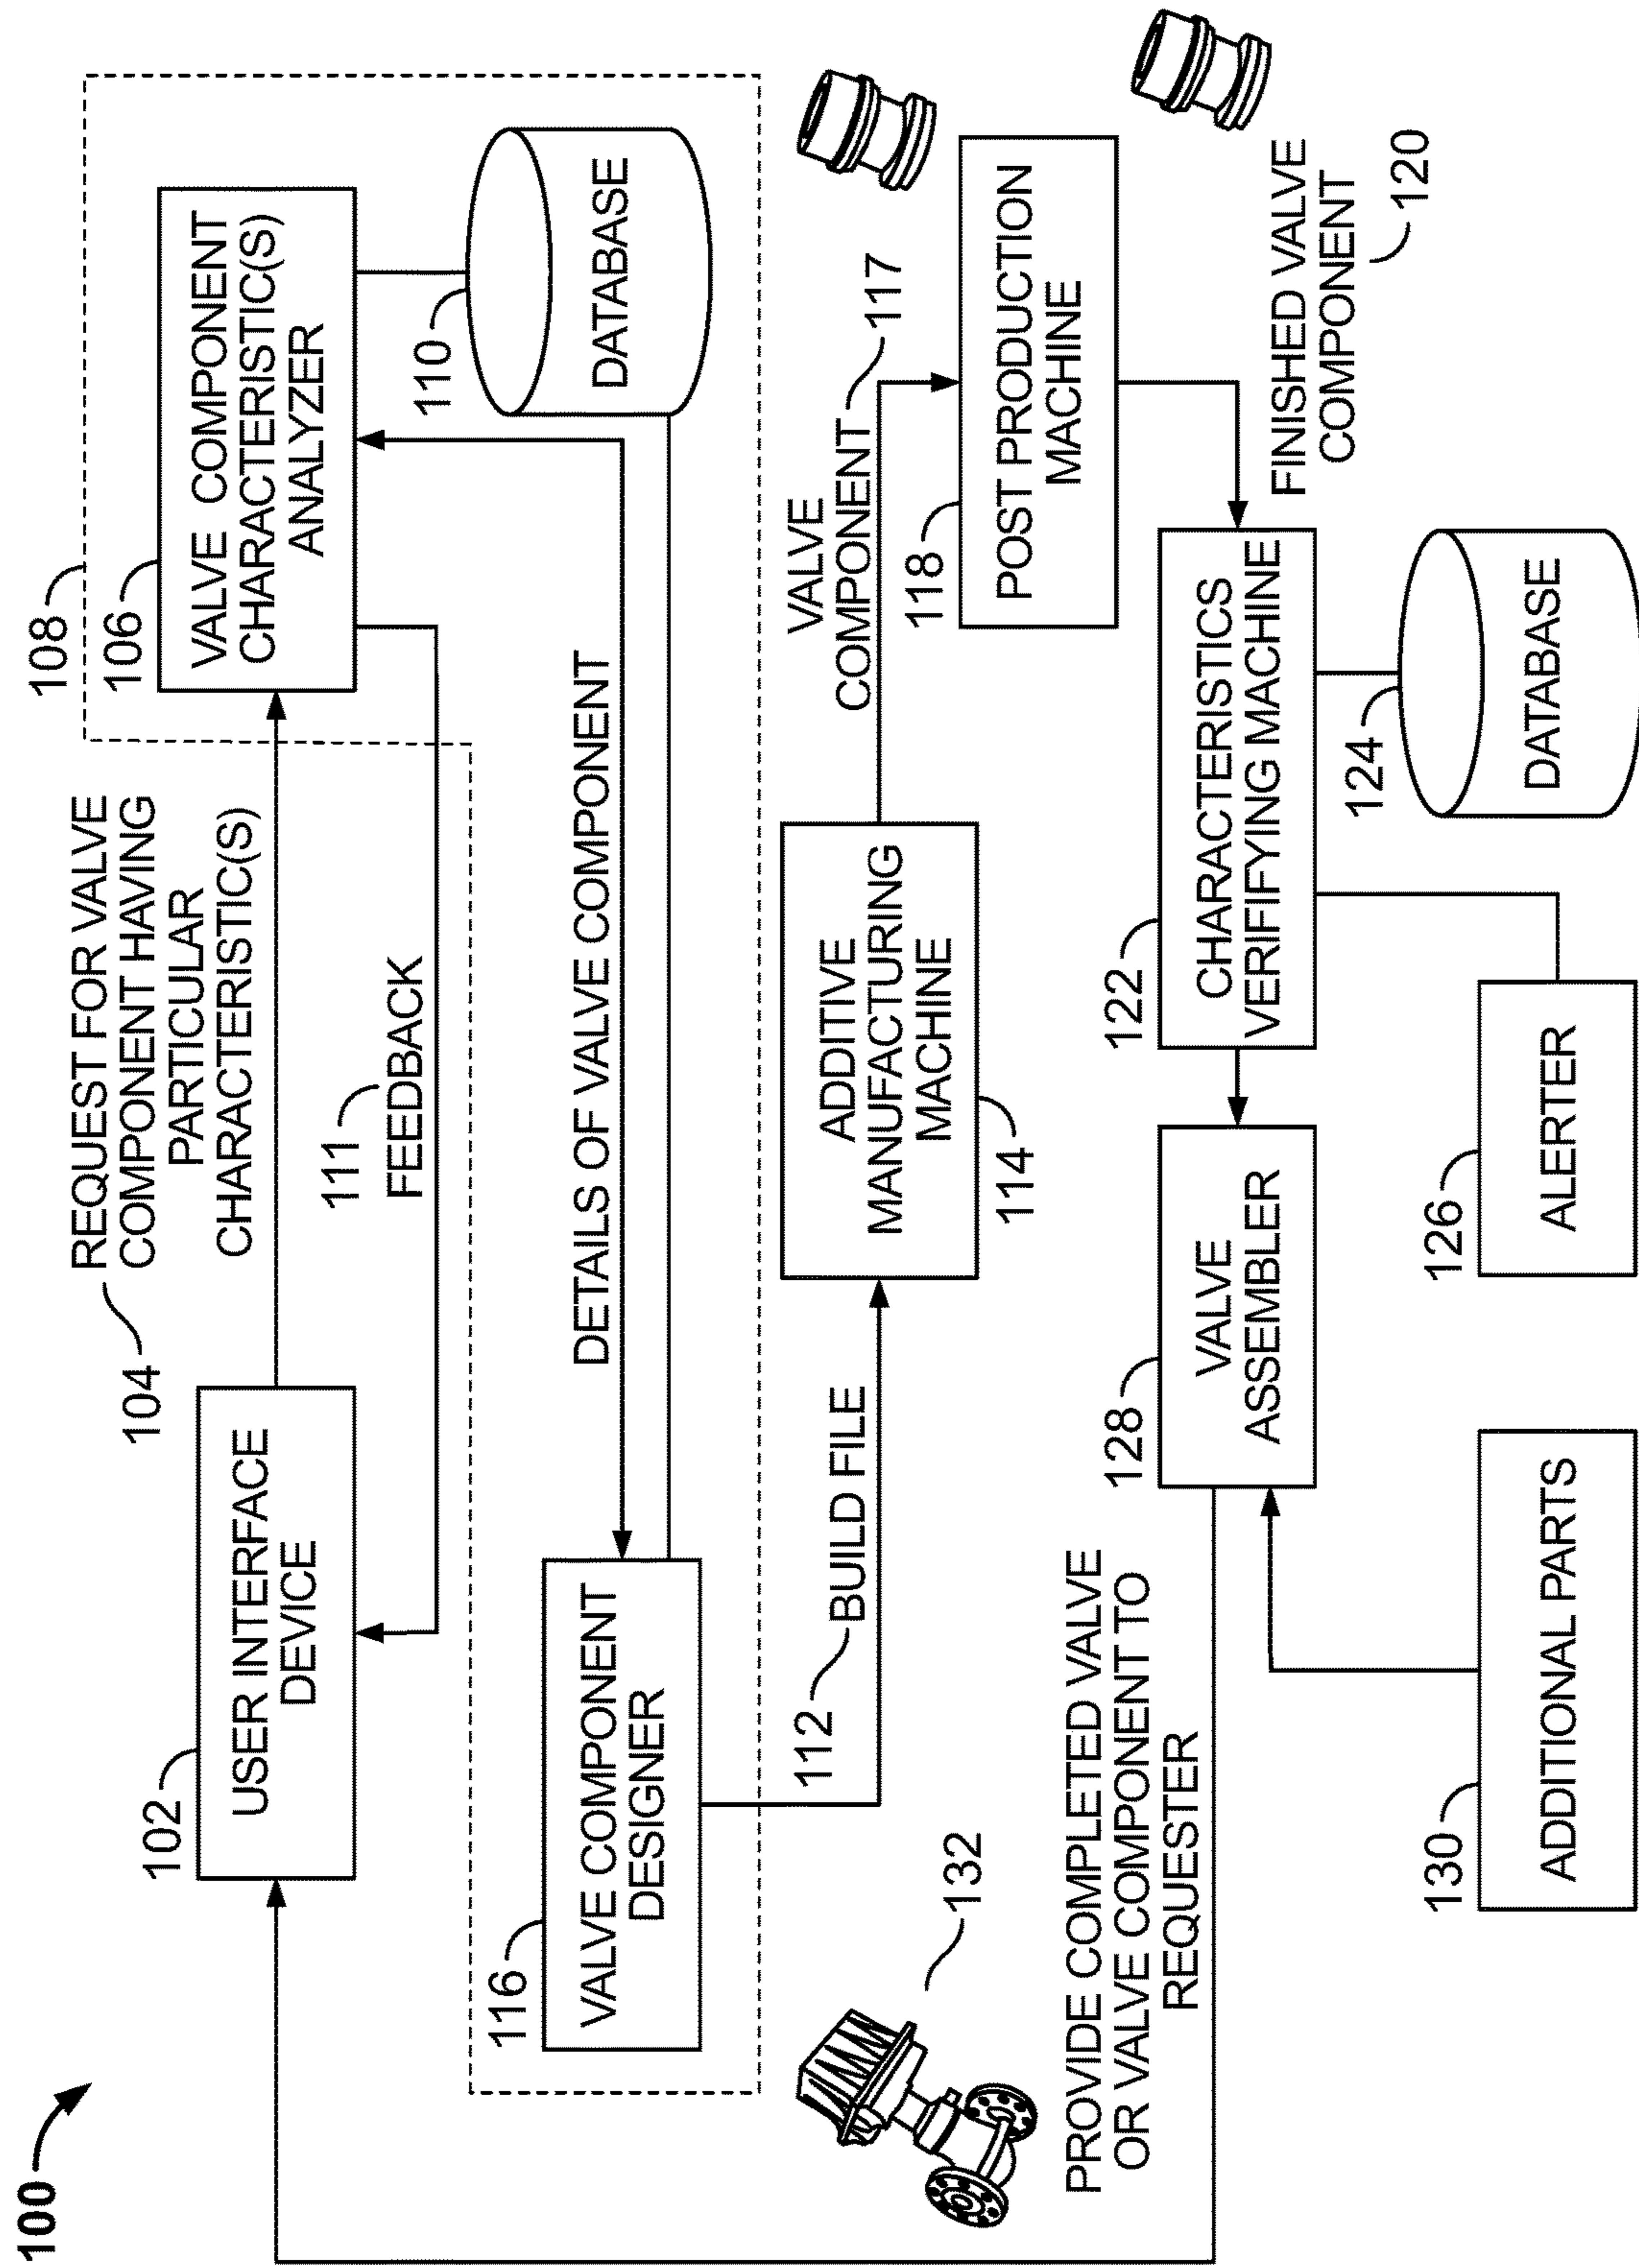 100
102
USER INTERFACE
DEVICE
104
REQUEST FOR VALVE
COMPONENT HAVING
PARTICULAR
CHARACTERISTIC(S)
111
FEEDBACK
108
106
VALVE COMPONENT
CHARACTERISTIC(S)
ANALYZER
110
DATABASE
DETAILS OF VALVE COMPONENT
116
VALVE COMPONENT
DESIGNER
112
BUILD FILE
ADDITIVE
MANUFACTURING
MACHINE
114
VALVE
COMPONENT
117
118
POST PRODUCTION
MACHINE
FINISHED VALVE
COMPONENT
120
122
CHARACTERISTICS
VERIFIFYING MACHINE
124
DATABASE
126
ALERTER
128
VALVE
ASSEMBLER
130
ADDITIONAL PARTS
132
PROVIDE COMPLETED VALVE
OR VALVE COMPONENT TO
REQUESTER